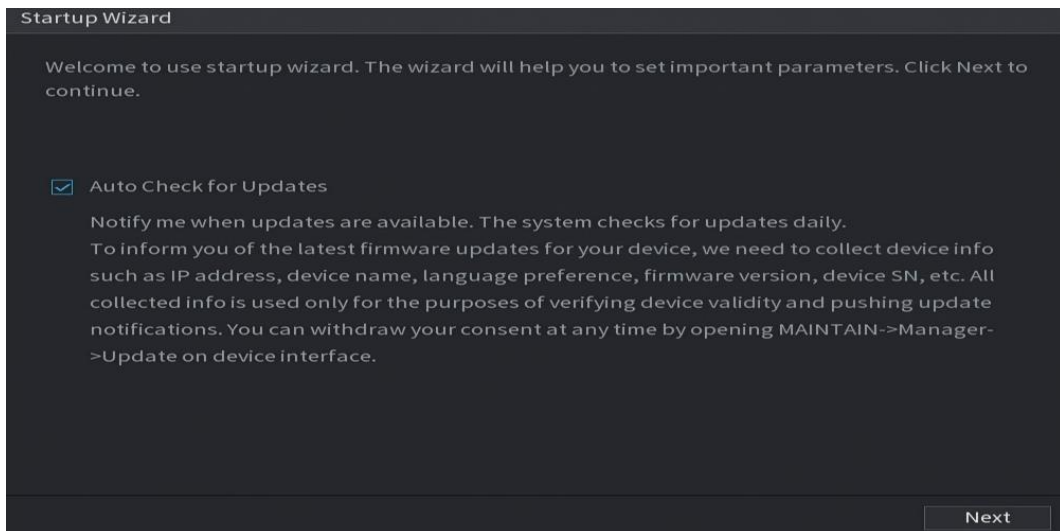 Startup Wizard
Welcome to use startup wizard. The wizard will help you to set important parameters. Click Next to
continue.
Auto Check for Updates
Notify me when updates are available. The system checks for updates daily.
To inform you of the latest firmware updates for your device, we need to collect device info
such as IP address, device name, language preference, firmware version, device SN, etc. All
collected info is used only for the purposes of verifying device validity and pushing update
notifications. You can withdraw your consent at any time by opening MAINTAIN->Manager-
>Update on device interface.
Next